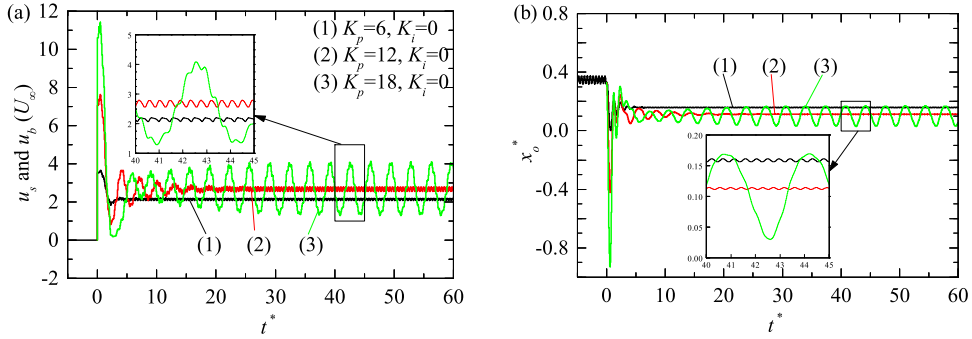 (a)
(1) K_p=6, K_i=0
(2) K_p=12, K_i=0
(3) K_p=18, K_i=0
u_s and u_b (U_∞)
12
10
8
6
4
2
0
-2
5
4
3
2
1
40 41 42 43 44 45
(1) (2) (3)
0 10 20 30 40 50 60
t^*
(b)
x_o^*
0.8
0.4
0.0
-0.4
-0.8
(1) (2) (3)
0.20
0.15
0.10
0.05
0.00
40 41 42 43 44 45
0 10 20 30 40 50 60
t^*